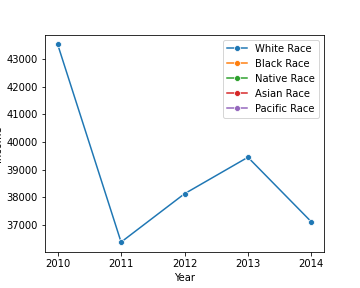 White Race
Black Race
Native Race
Asian Race
Pacific Race
43000
42000
41000
40000
39000
38000
37000
2010
2011
2012
2013
2014
Year